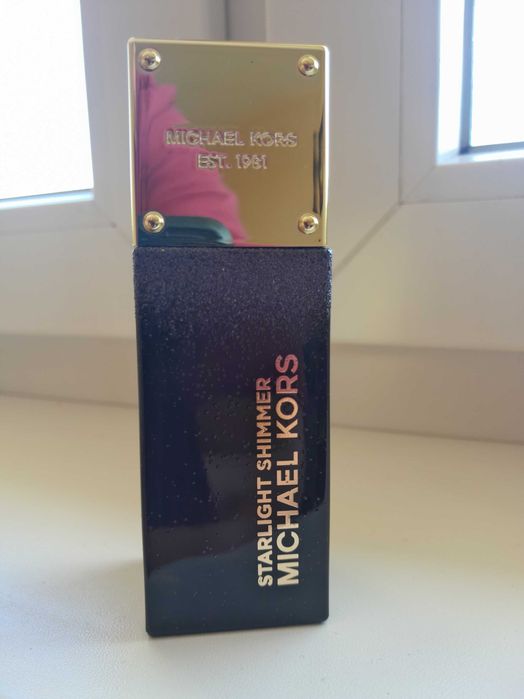 MICHAEL KORS
EST. 1981
STARLIGHT SHIMMER
MICHAEL KORS